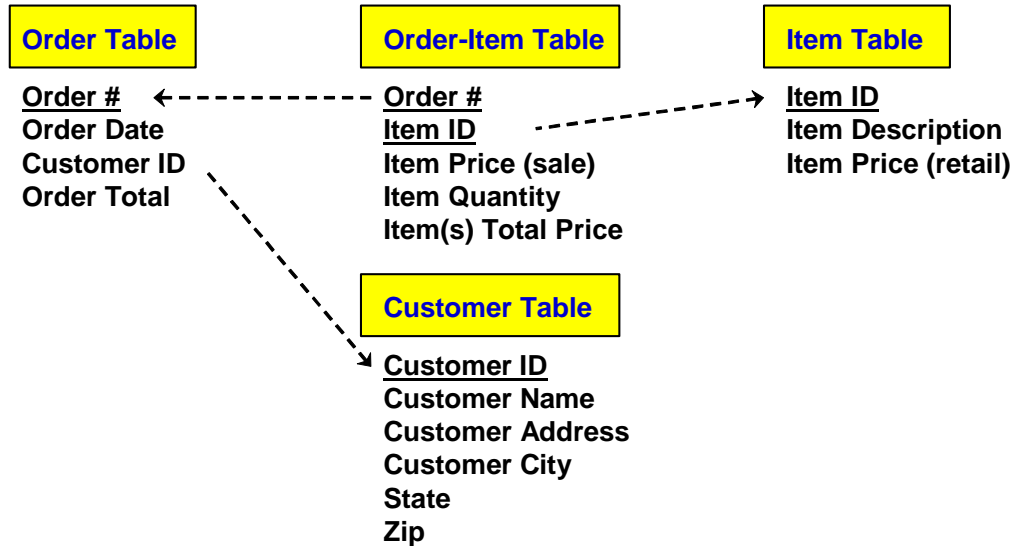 Order Table
Order #
Order Date
Customer ID
Order Total
Order-Item Table
Order #
Item ID
Item Price (sale)
Item Quantity
Item(s) Total Price
Item Table
Item ID
Item Description
Item Price (retail)
Customer Table
Customer ID
Customer Name
Customer Address
Customer City
State
Zip